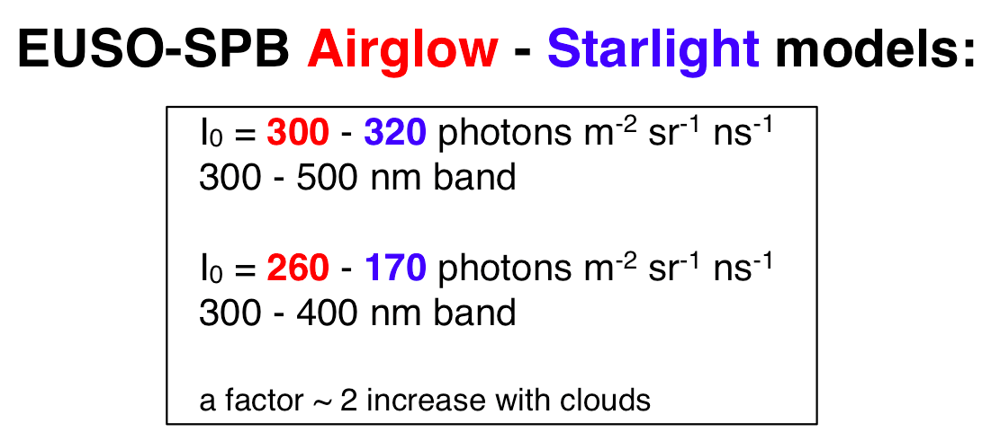 EUSO-SPB Airglow - Starlight models:
I₀ = 300 - 320 photons m⁻² sr⁻¹ ns⁻¹
300 - 500 nm band
I₀ = 260 - 170 photons m⁻² sr⁻¹ ns⁻¹
300 - 400 nm band
a factor ~ 2 increase with clouds